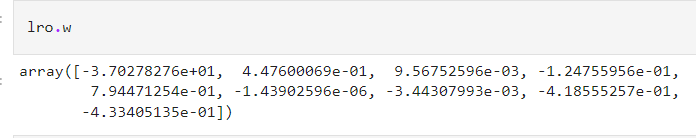 lro.w
array([-3.70278276e+01, 4.47600069e-01, 9.56752596e-03, -1.24755956e-01,
7.94471254e-01, -1.43902596e-06, -3.44307993e-03, -4.18555257e-01,
-4.33405135e-01])